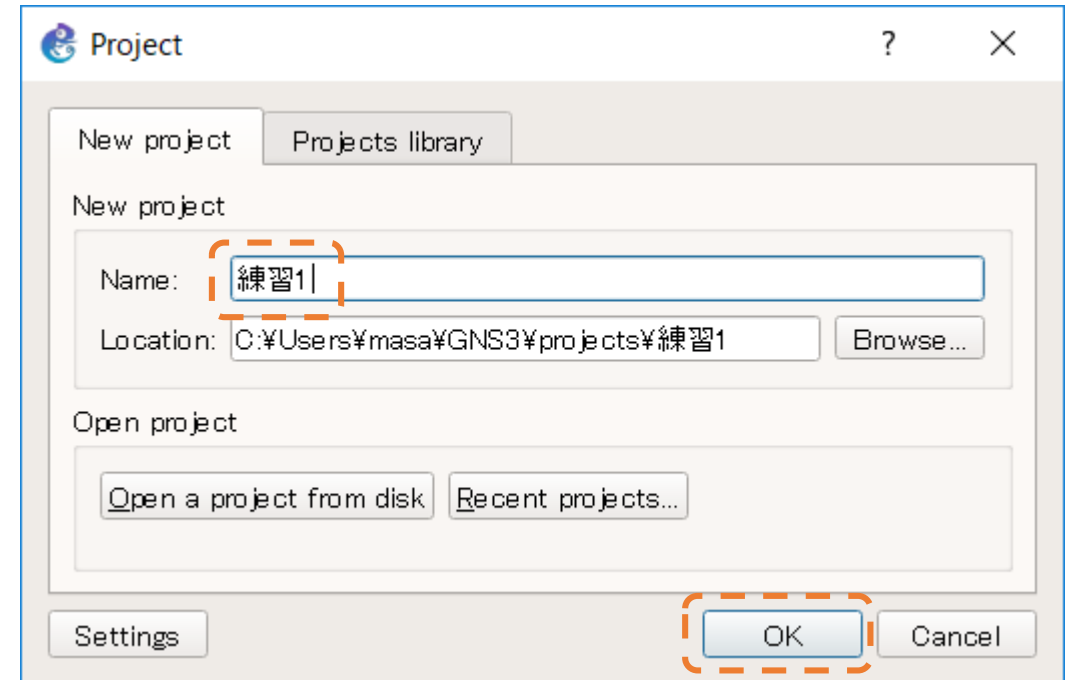 Project
New project Projects library
New project
Name: 練習1
Location: C:¥Users¥masa¥GNS3¥projects¥練習1 Browse...
Open project
Open a project from disk Recent projects...
Settings OK Cancel